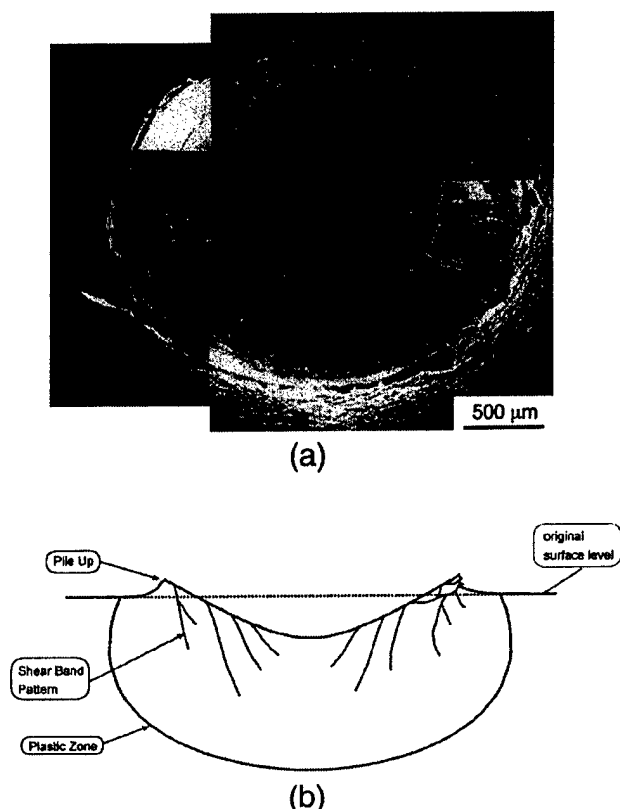 500 μm
(a)
Pile Up
original
surface level
Shear Band
Pattern
Plastic Zone
(b)